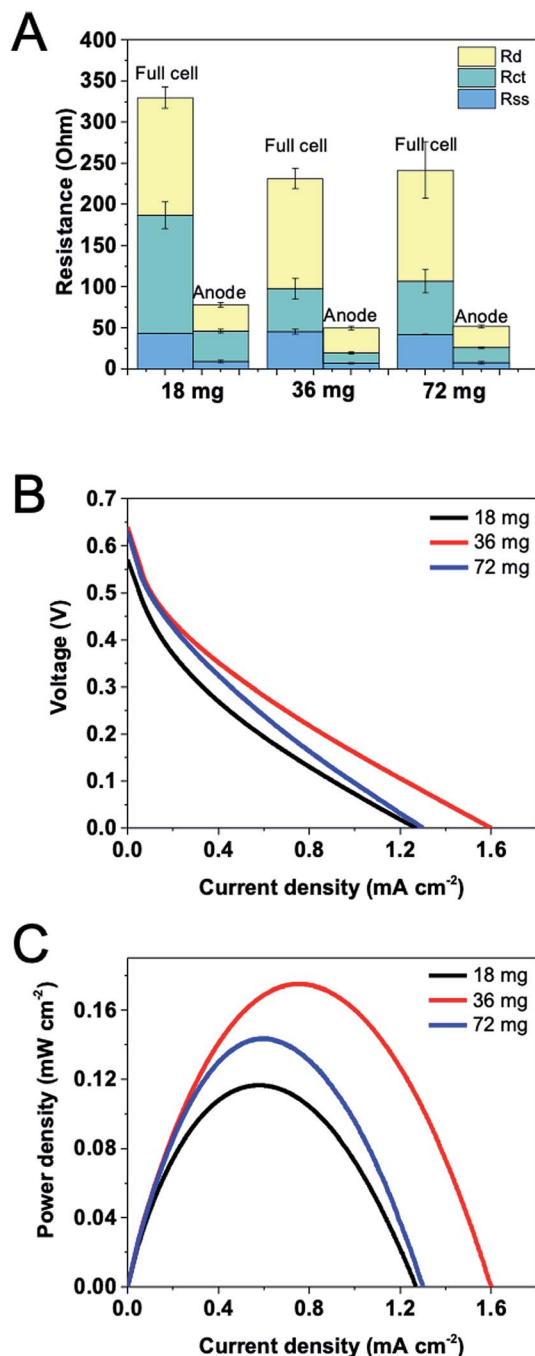 A
400
350
300
250
200
150
100
50
0
Resistance (Ohm)
Rd
Rct
Rss
Full cell
Anode
Full cell
Anode
Full cell
Anode
18 mg 36 mg 72 mg
B
0.7
0.6
0.5
0.4
0.3
0.2
0.1
0.0
Voltage (V)
18 mg
36 mg
72 mg
0.0 0.4 0.8 1.2 1.6
Current density (mA cm⁻²)
C
0.16
0.12
0.08
0.04
0.00
Power density (mW cm⁻²)
18 mg
36 mg
72 mg
0.0 0.4 0.8 1.2 1.6
Current density (mA cm⁻²)